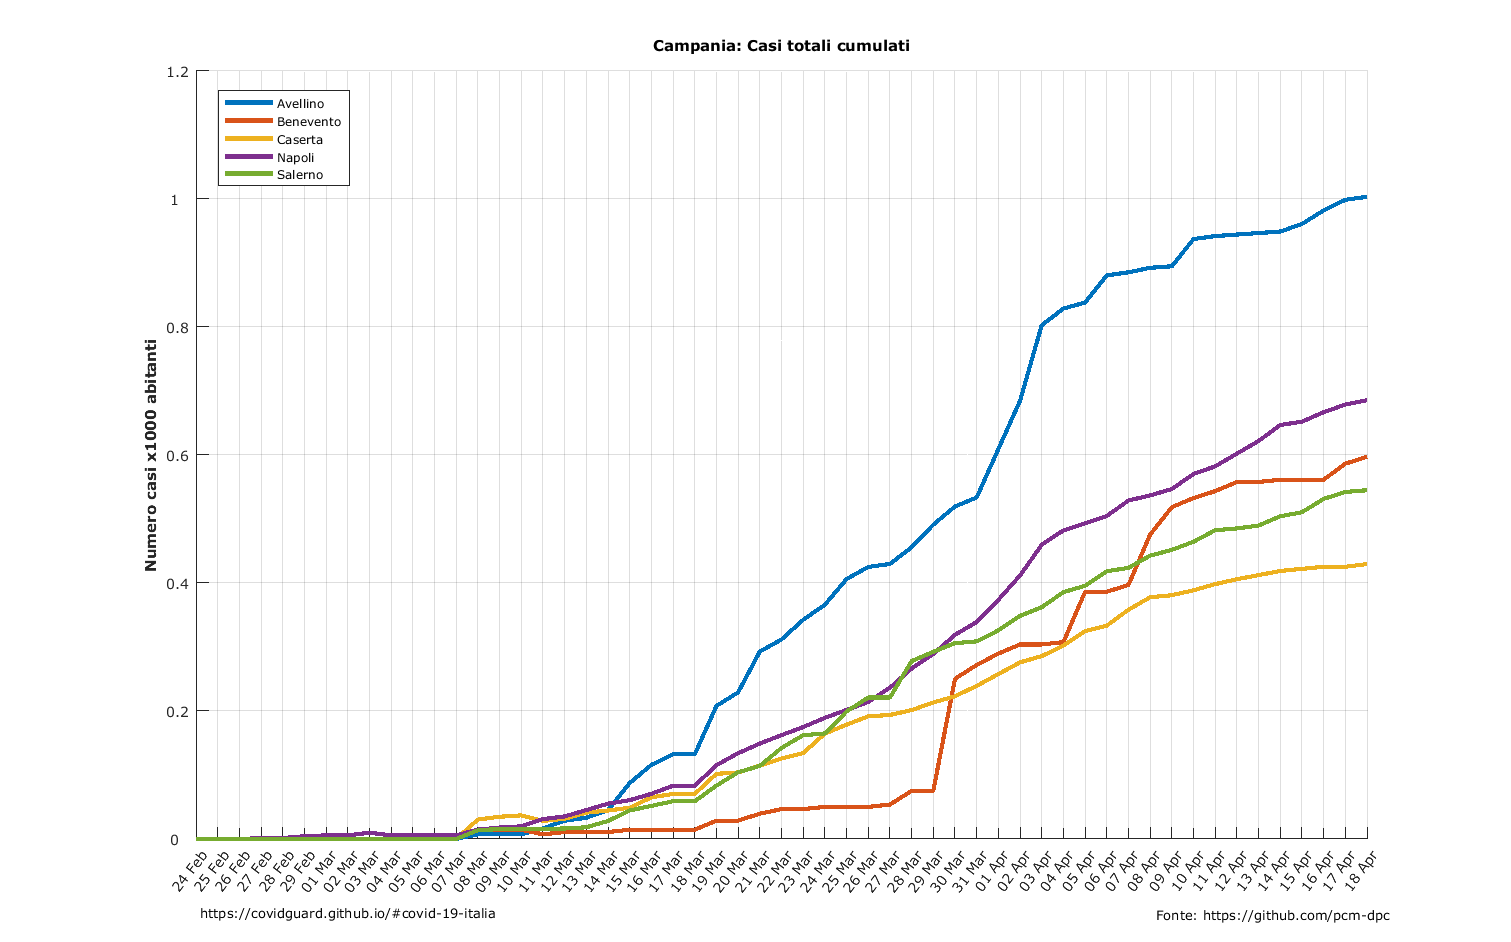 Campania: Casi totali cumulati
1.2
1
0.8
0.6
0.4
0.2
0
Numero casi x1000 abitanti
Avellino
Benevento
Caserta
Napoli
Salerno
24 Feb
25 Feb
26 Feb
27 Feb
28 Feb
29 Feb
01 Mar
02 Mar
03 Mar
04 Mar
05 Mar
06 Mar
07 Mar
08 Mar
09 Mar
10 Mar
11 Mar
12 Mar
13 Mar
14 Mar
15 Mar
16 Mar
17 Mar
18 Mar
19 Mar
20 Mar
21 Mar
22 Mar
23 Mar
24 Mar
25 Mar
26 Mar
27 Mar
28 Mar
29 Mar
30 Mar
31 Mar
01 Apr
02 Apr
03 Apr
04 Apr
05 Apr
06 Apr
07 Apr
08 Apr
09 Apr
10 Apr
11 Apr
12 Apr
13 Apr
14 Apr
15 Apr
16 Apr
17 Apr
18 Apr
https://covidguard.github.io/#covid-19-italia
Fonte: https://github.com/pcm-dpc